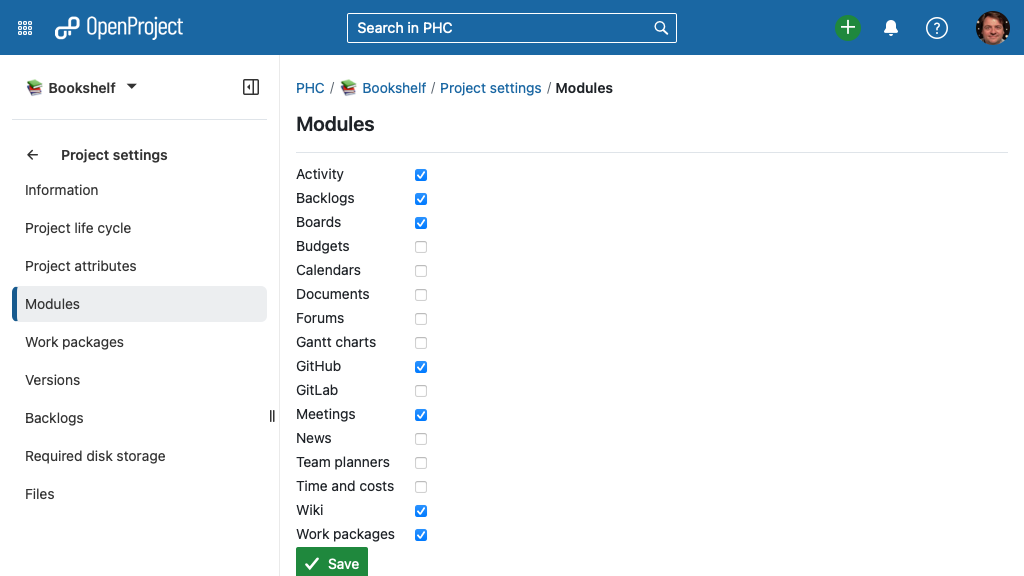 OpenProject
Search in PHC
Bookshelf
Project settings
Information
Project life cycle
Project attributes
Modules
Work packages
Versions
Backlogs
Required disk storage
Files
PHC / Bookshelf / Project settings / Modules
Modules
Activity
Backlogs
Boards
Budgets
Calendars
Documents
Forums
Gantt charts
GitHub
GitLab
Meetings
News
Team planners
Time and costs
Wiki
Work packages
Save